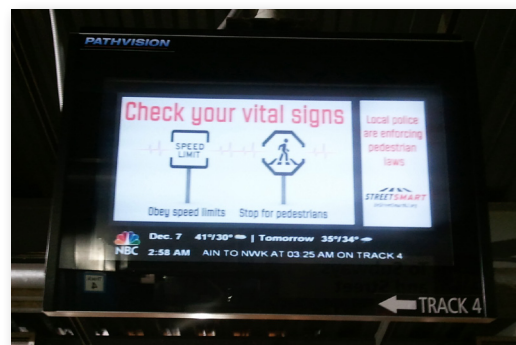 PATHVISION
Check your vital signs
SPEED
LIMIT
Obey speed limits
Stop for pedestrians
Local police
are enforcing
pedestrian
laws
STREETSMART
NBC
Dec. 7 41°/30° | Tomorrow 35°/34°
2:58 AM AIN TO NWK AT 03:25 AM ON TRACK 4
4
TRACK 4